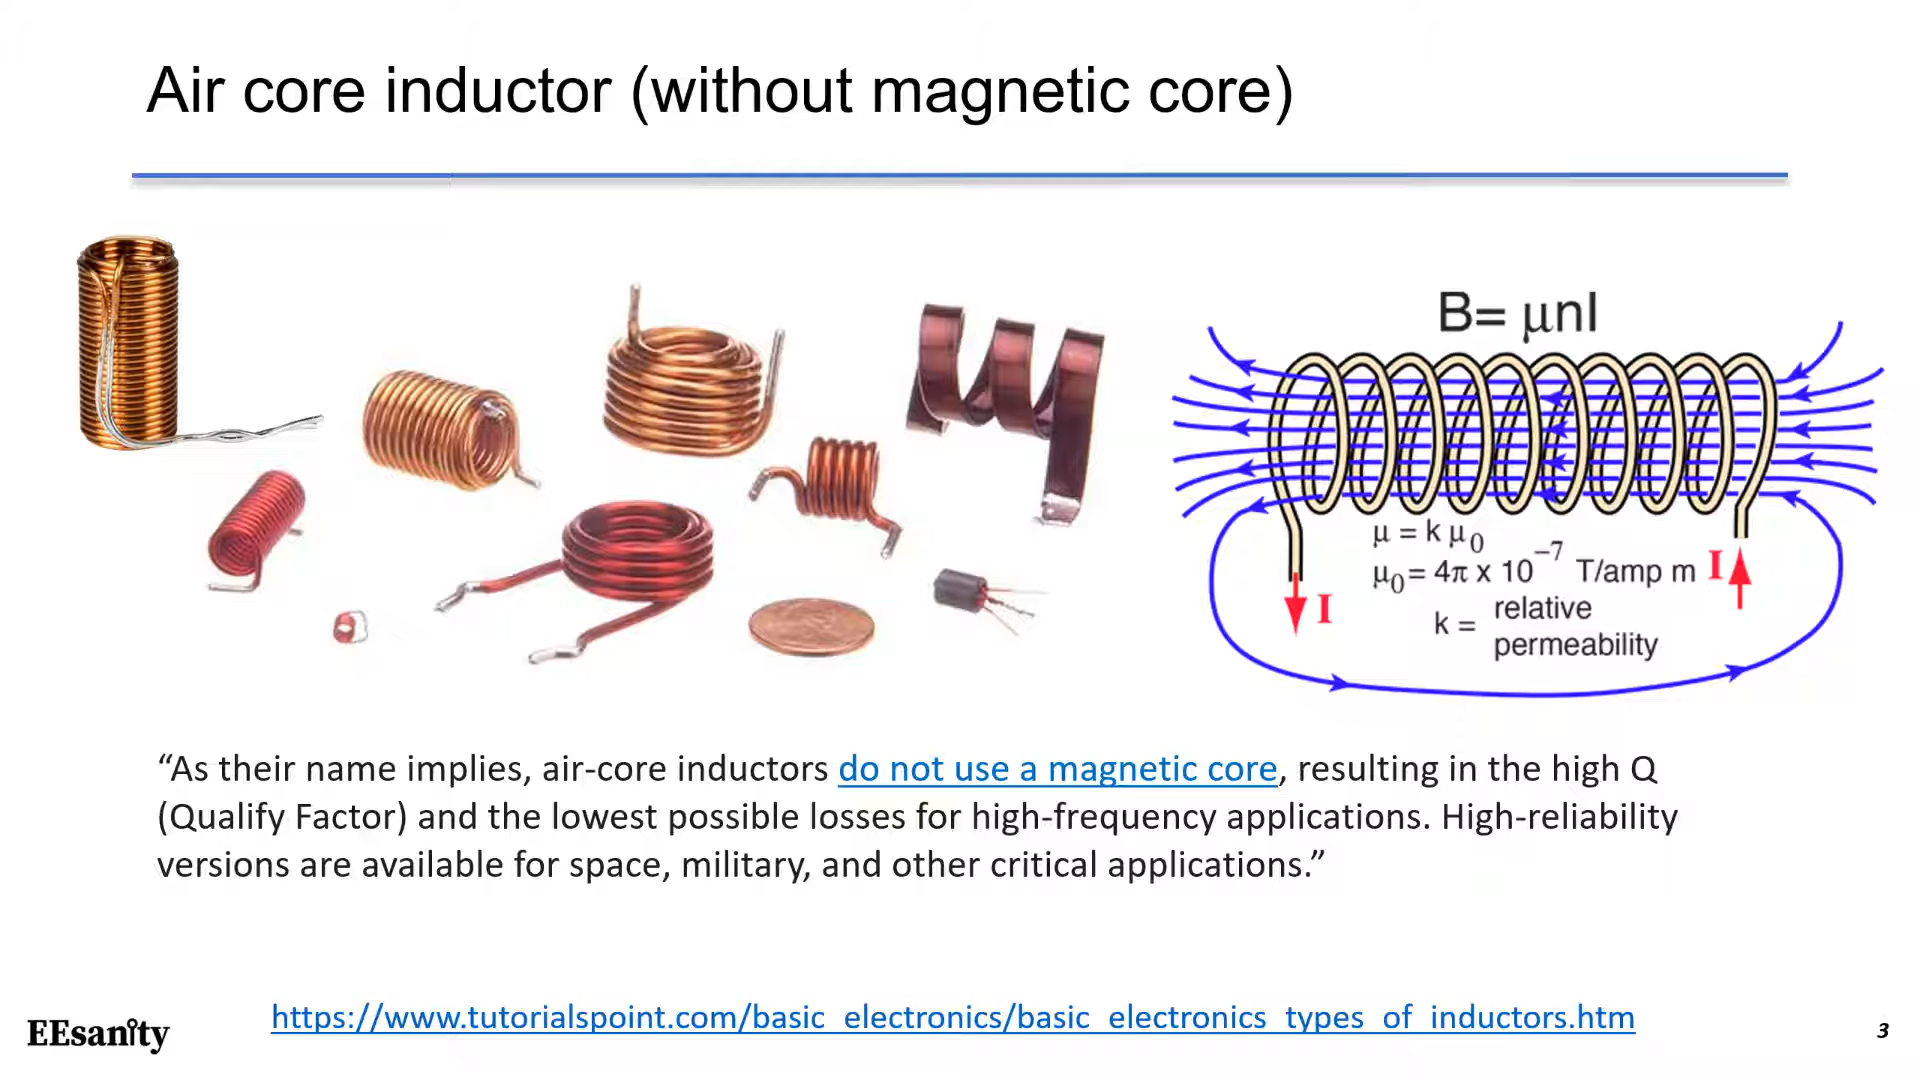 Air core inductor (without magnetic core)
B= μnI
μ = k μ0
μ0= 4π x 10–7 T/amp m
k = relative permeability
I
I
“As their name implies, air-core inductors do not use a magnetic core, resulting in the high Q
(Qualify Factor) and the lowest possible losses for high-frequency applications. High-reliability
versions are available for space, military, and other critical applications.”
EEsanity
https://www.tutorialspoint.com/basic_electronics/basic_electronics_types_of_inductors.htm
3